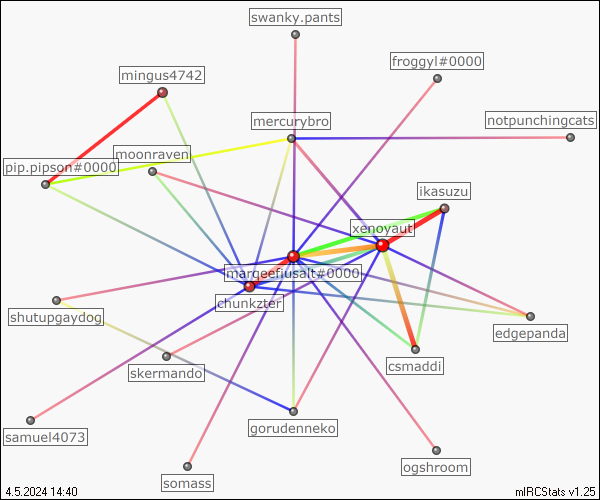 swanky.pants
froggyl#0000
mingus4742
mercurybro
notpunchingcats
moonraven
pip.pipson#0000
ikasuzu
xenoyaut
margeefiusalt#0000
chunkzter
shutupgaydog
edgepanda
csmaddi
skermando
gorudenneko
samuel4073
ogshroom
somass
4.5.2024 14:40
mIRCStats v1.25